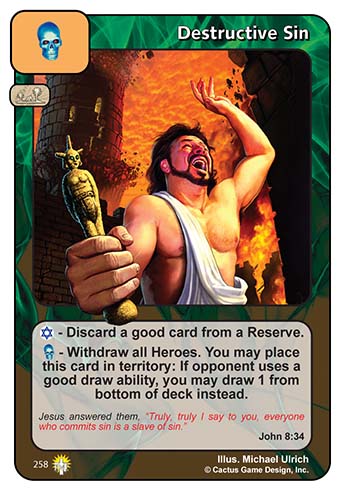 Destructive Sin
- Discard a good card from a Reserve.
- Withdraw all Heroes. You may place
this card in territory: If opponent uses a
good draw ability, you may draw 1 from
bottom of deck instead.
Jesus answered them, "Truly, truly I say to you, everyone
who commits sin is a slave of sin."
John 8:34
Illus. Michael Ulrich
258
© Cactus Game Design, Inc.